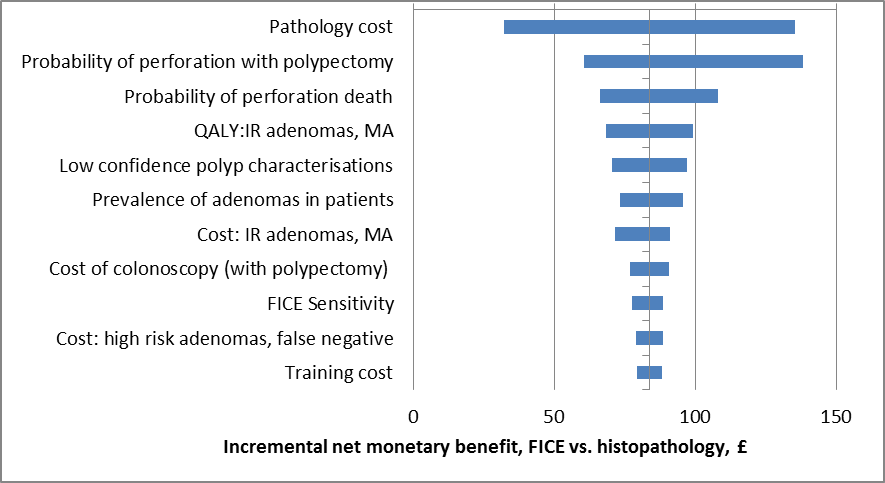 Pathology cost
Probability of perforation with polypectomy
Probability of perforation death
QALY:IR adenomas, MA
Low confidence polyp characterisations
Prevalence of adenomas in patients
Cost: IR adenomas, MA
Cost of colonoscopy (with polypectomy)
FICE Sensitivity
Cost: high risk adenomas, false negative
Training cost
0 50 100 150
Incremental net monetary benefit, FICE vs. histopathology, £